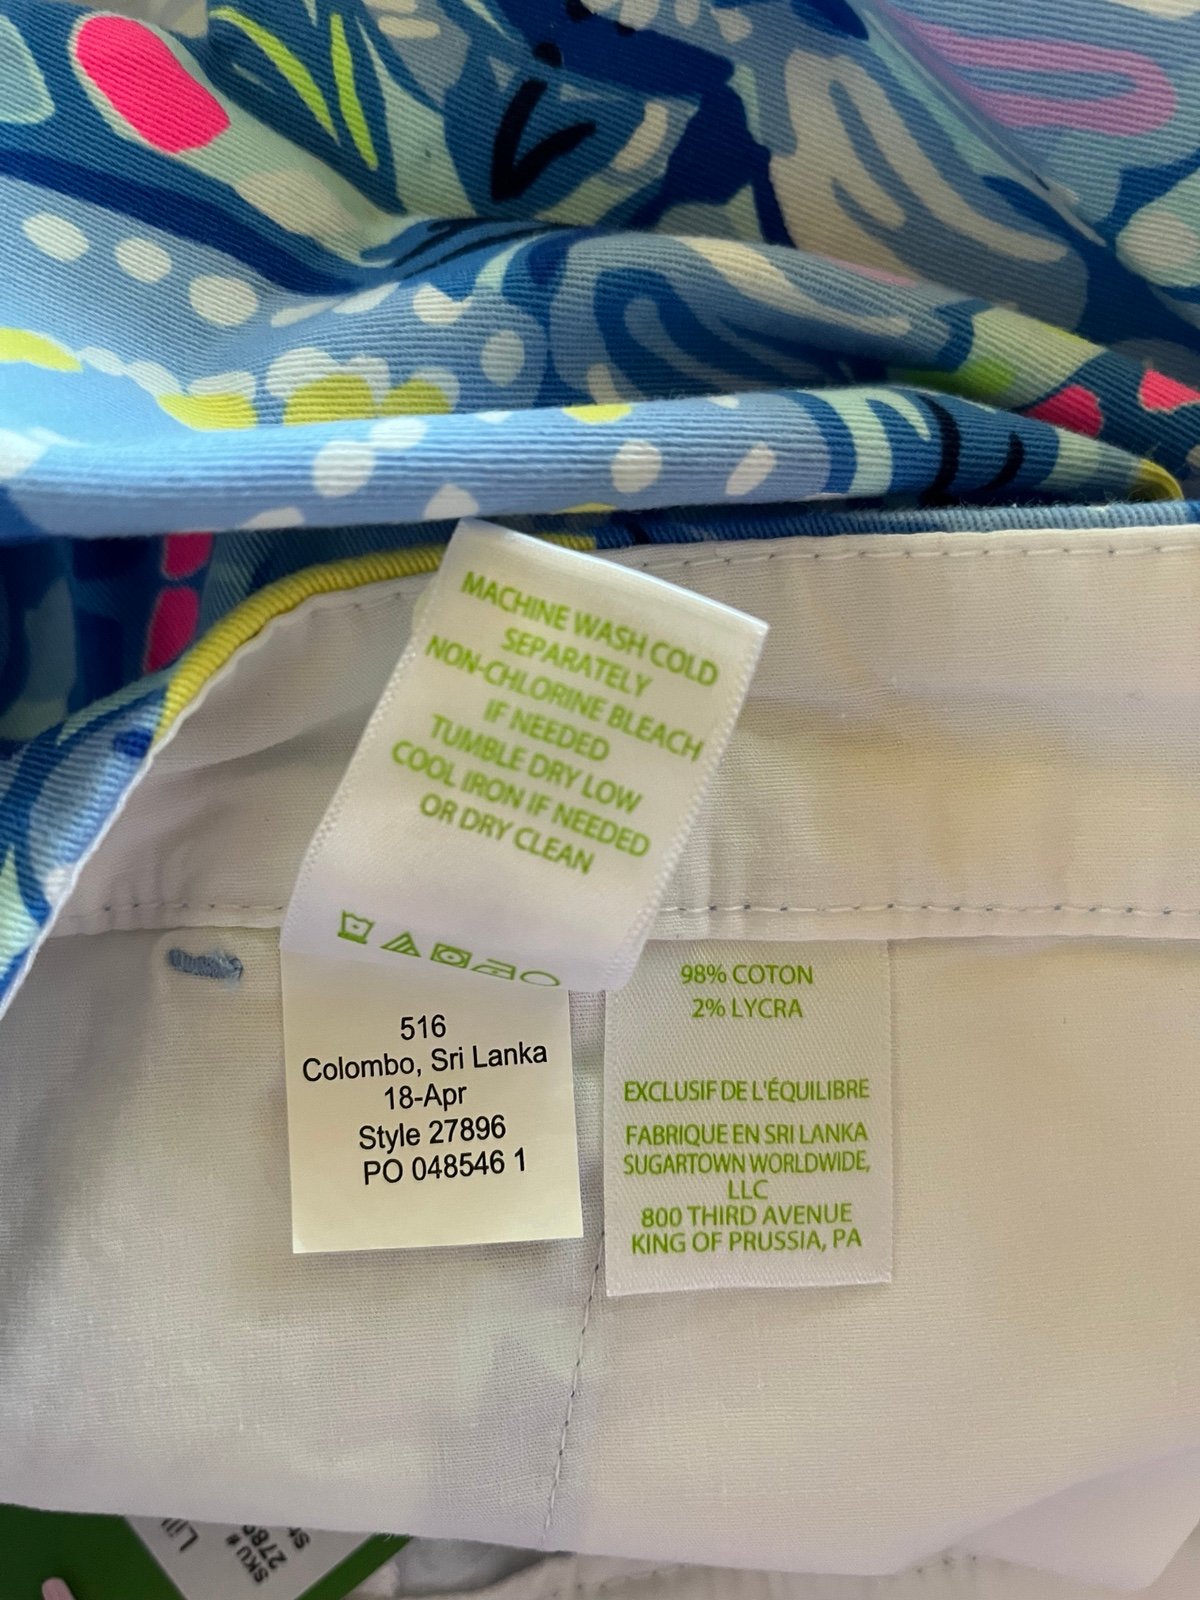 MACHINE WASH COLD
SEPARATELY
NON-CHLORINE BLEACH
IF NEEDED
TUMBLE DRY LOW
COOL IRON IF NEEDED
OR DRY CLEAN
516
Colombo, Sri Lanka
18-Apr
Style 27896
PO 048546 1
98% COTON
2% LYCRA
EXCLUSIF DE L'ÉQUILIBRE
FABRIQUE EN SRI LANKA
SUGARTOWN WORLDWIDE,
LLC
800 THIRD AVENUE
KING OF PRUSSIA, PA
SKU #